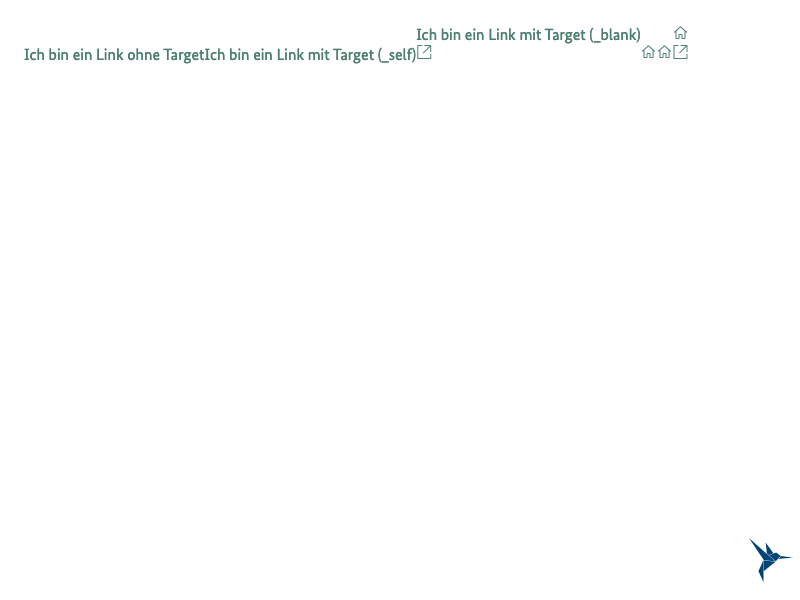 Ich bin ein Link mit Target (_blank)
Ich bin ein Link ohne TargetIch bin ein Link mit Target (_self)